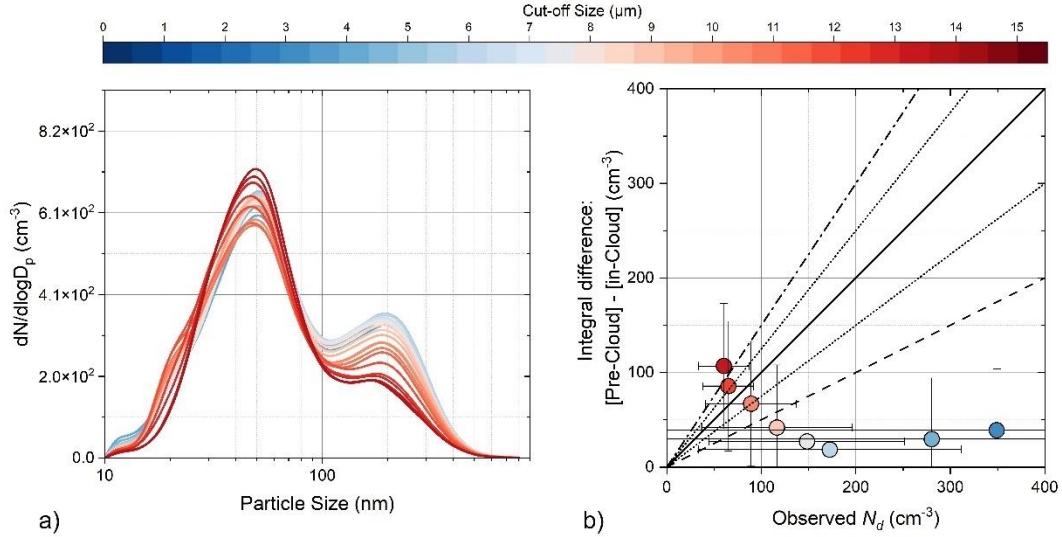 Cut-off Size (μm)
0 1 2 3 4 5 6 7 8 9 10 11 12 13 14 15
8.2×10²
6.1×10²
4.1×10²
2.0×10²
0.0
dN/dlogDₚ (cm⁻³)
10 100
Particle Size (nm)
a)
400
300
200
100
0
Integral difference:
[Pre-Cloud] - [in-Cloud] (cm⁻³)
0 100 200 300 400
Observed N_d (cm⁻³)
b)